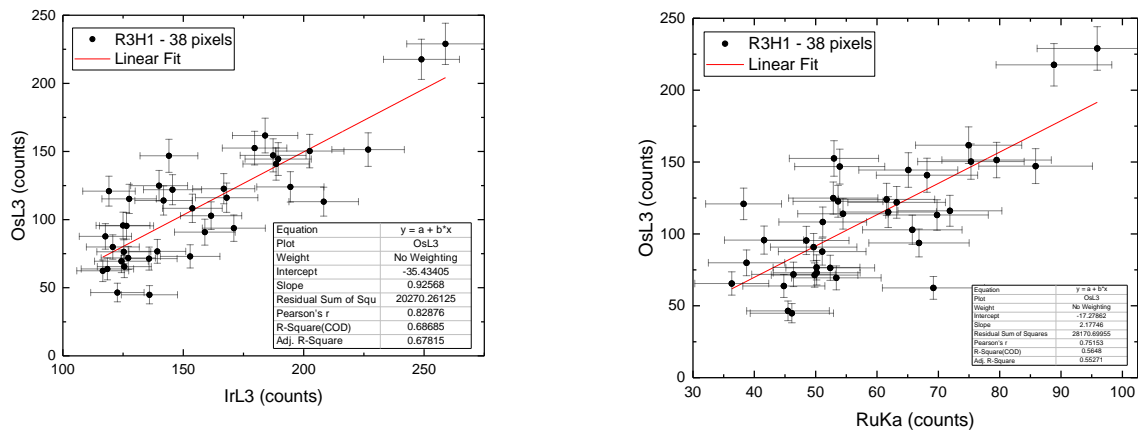 R3H1 - 38 pixels
Linear Fit
250
200
150
100
50
0
OsL3 (counts)
100
150
200
250
IrL3 (counts)
Equation y = a + b*x
Plot OsL3
Weight No Weighting
Intercept -35.43405
Slope 0.92568
Residual Sum of Squ 20270.26125
Pearson's r 0.82876
R-Square(COD) 0.68685
Adj. R-Square 0.67815
R3H1 - 38 pixels
Linear Fit
250
200
150
100
50
0
OsL3 (counts)
30
40
50
60
70
80
90
100
RuKa (counts)
Equation y = a + b*x
Plot OsL3
Weight No Weighting
Intercept -17.27862
Slope 2.17746
Residual Sum of Squares 28170.69955
Pearson's r 0.75153
R-Square(COD) 0.5648
Adj. R-Square 0.55271